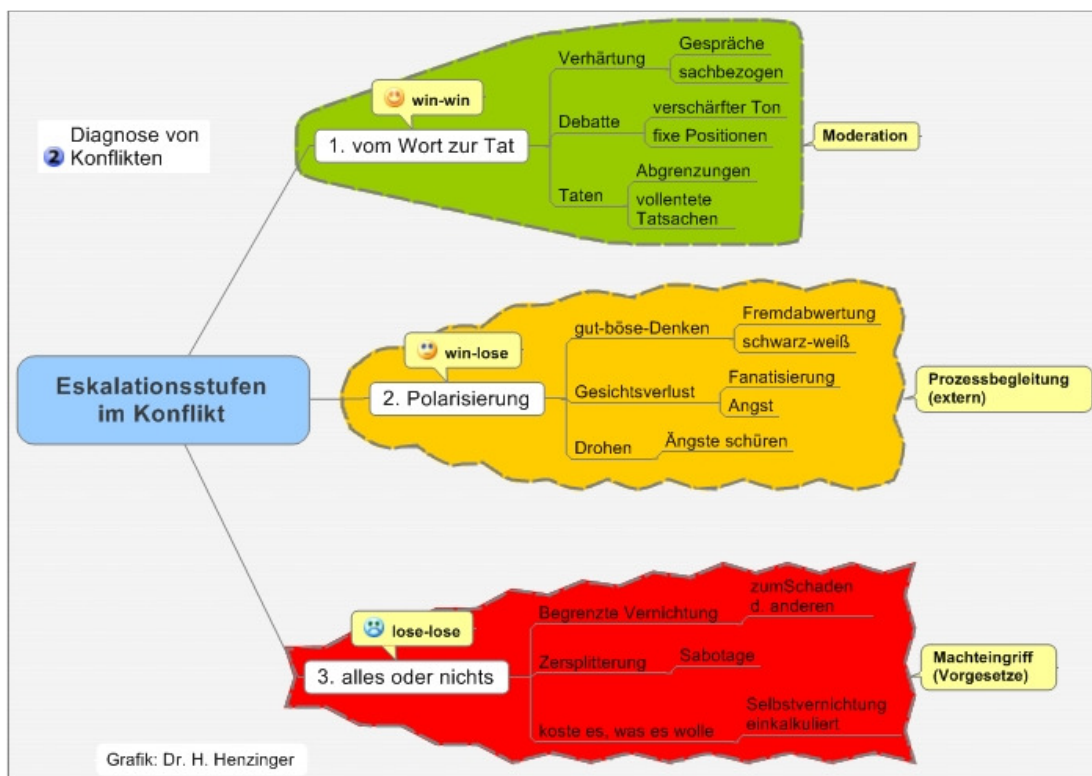 Diagnose von
2 Konflikten
Eskalationsstufen
im Konflikt
win-win
1. vom Wort zur Tat
Verhärtung
Gespräche
sachbezogen
Debatte
verschärfter Ton
fixe Positionen
Taten
Abgrenzungen
vollentete
Tatsachen
Moderation
win-lose
2. Polarisierung
gut-böse-Denken
Fremdabwertung
schwarz-weiß
Gesichtsverlust
Fanatisierung
Angst
Drohen
Ängste schüren
Prozessbegleitung
(extern)
lose-lose
3. alles oder nichts
Begrenzte Vernichtung
zumSchaden
d. anderen
Zersplitterung
Sabotage
koste es, was es wolle
Selbstvernichtung
einkalkuliert
Machteingriff
(Vorgesetze)
Grafik: Dr. H. Henzinger